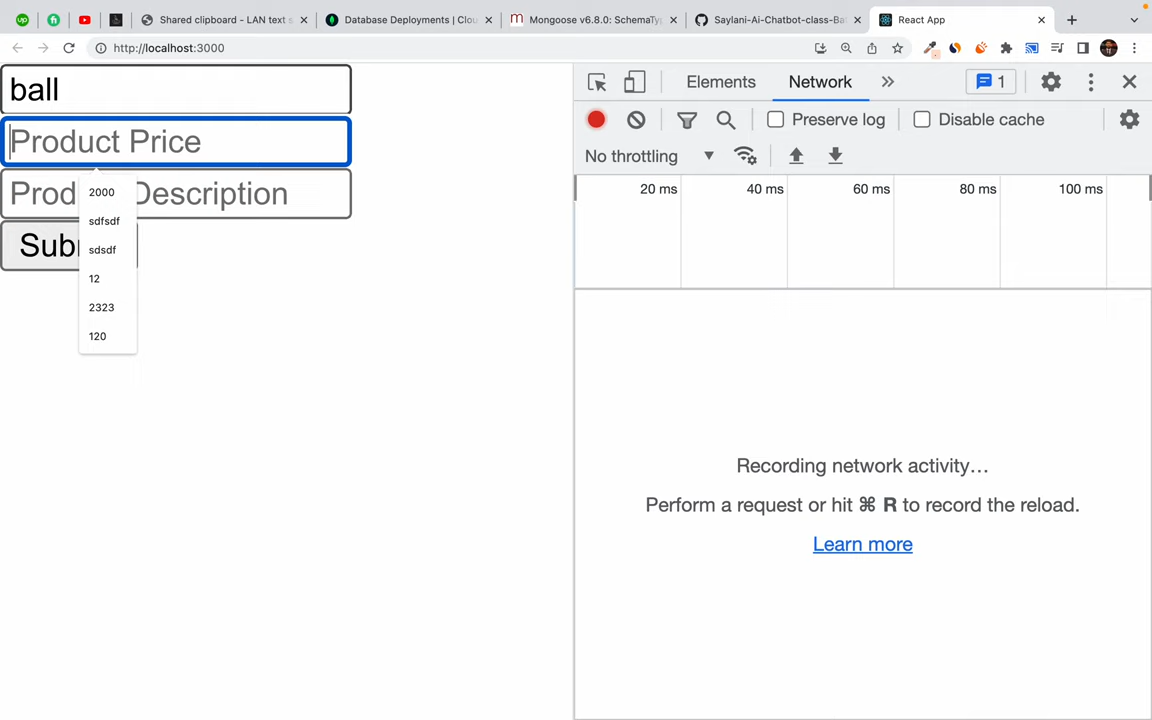 Shared clipboard - LAN text s
Database Deployments | Clou
Mongoose v6.8.0: SchemaTyp
Saylani-Ai-Chatbot-class-Bat
React App
http://localhost:3000
ball
Product Price
Prod Description
Sub
2000
sdfsdf
sdsdf
12
2323
120
Elements
Network
1
Preserve log
Disable cache
No throttling
20 ms
40 ms
60 ms
80 ms
100 ms
Recording network activity…
Perform a request or hit ⌘ R to record the reload.
Learn more